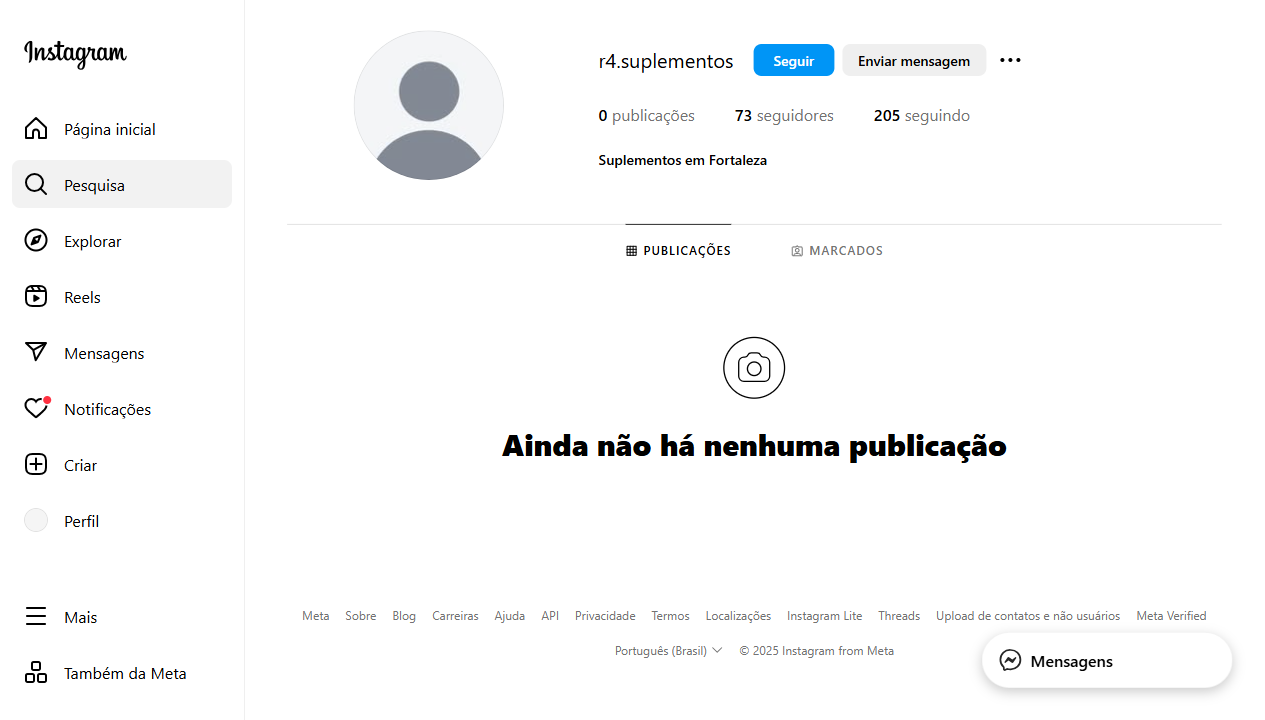 Instagram
Página inicial
Pesquisa
Explorar
Reels
Mensagens
Notificações
Criar
Perfil
Mais
Também da Meta
r4.suplementos Seguir Enviar mensagem
0 publicações 73 seguidores 205 seguindo
Suplementos em Fortaleza
PUBLICAÇÕES MARCADOS
Ainda não há nenhuma publicação
Meta Sobre Blog Carreiras Ajuda API Privacidade Termos Localizações Instagram Lite Threads Upload de contatos e não usuários Meta Verified
Português (Brasil) © 2025 Instagram from Meta
Mensagens